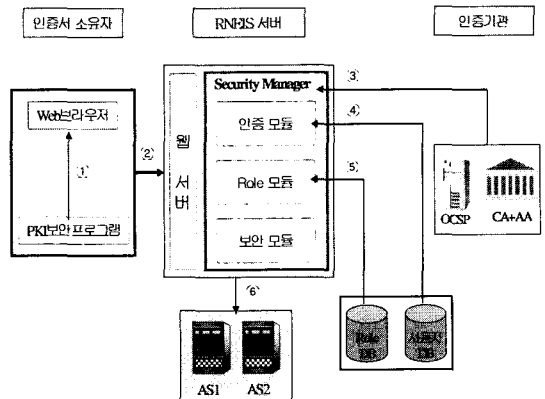 인증서 소유자
RNEIS 서버
인증기관
Web브라우저
(1)
PKI보안프로그램
(2)
웹
서
버
Security Manager
인증 모듈
Role 모듈
보안 모듈
(3)
(4)
(5)
OCSP
CA+AA
(6)
AS1
AS2
Role
DB
DB